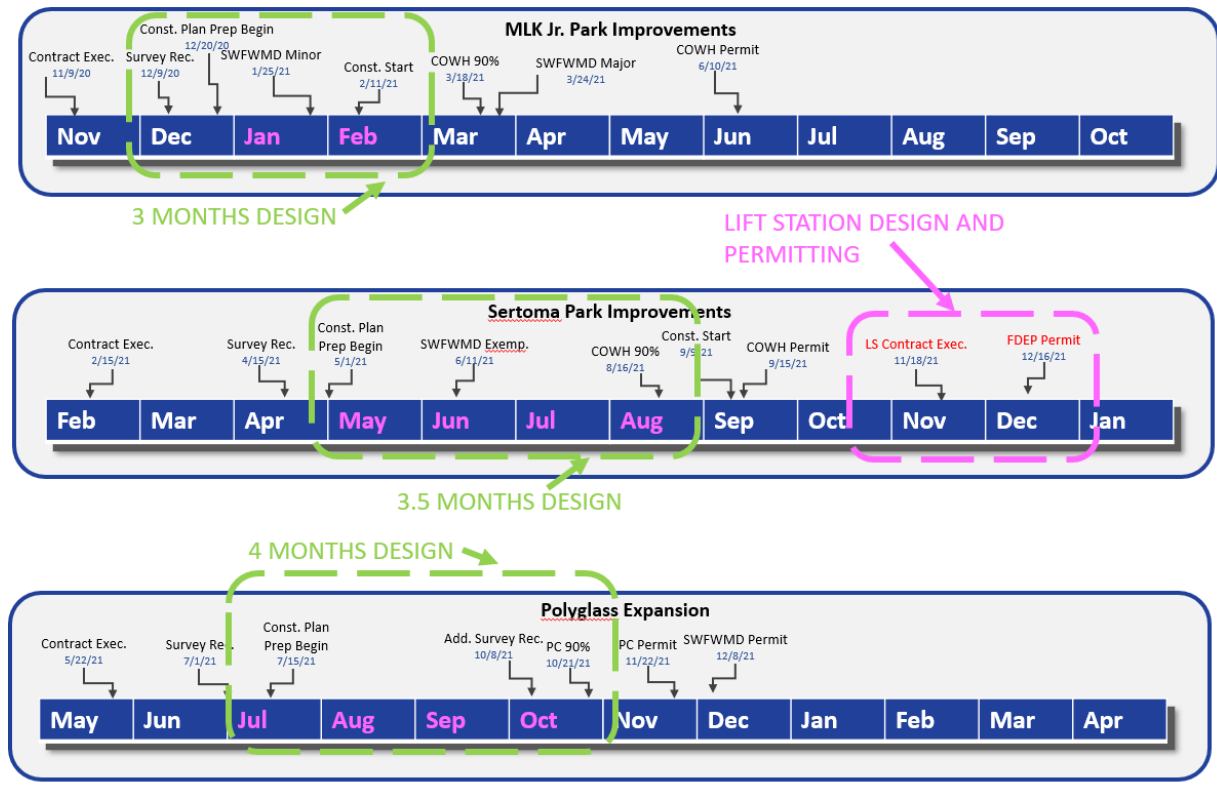 MLK Jr. Park Improvements
Contract Exec.
11/9/20
Survey Rec.
12/9/20
Const. Plan Prep Begin
12/20/20
SWFWMD Minor
1/25/21
Const. Start
2/11/21
COWH 90%
3/18/21
SWFWMD Major
3/24/21
COWH Permit
6/10/21
Nov Dec Jan Feb Mar Apr May Jun Jul Aug Sep Oct
3 MONTHS DESIGN
LIFT STATION DESIGN AND
PERMITTING
Sertoma Park Improvements
Contract Exec.
2/15/21
Survey Rec.
4/15/21
Const. Plan
Prep Begin
5/1/21
SWFWMD Exemp.
6/11/21
COWH 90%
8/16/21
Const. Start
9/9/21
COWH Permit
9/15/21
LS Contract Exec.
11/18/21
FDEP Permit
12/16/21
Feb Mar Apr May Jun Jul Aug Sep Oct Nov Dec Jan
3.5 MONTHS DESIGN
4 MONTHS DESIGN
Polyglass Expansion
Contract Exec.
5/22/21
Survey Rec.
7/1/21
Const. Plan
Prep Begin
7/15/21
Add. Survey Rec.
10/8/21
PC 90%
10/21/21
PC Permit
11/22/21
SWFWMD Permit
12/8/21
May Jun Jul Aug Sep Oct Nov Dec Jan Feb Mar Apr